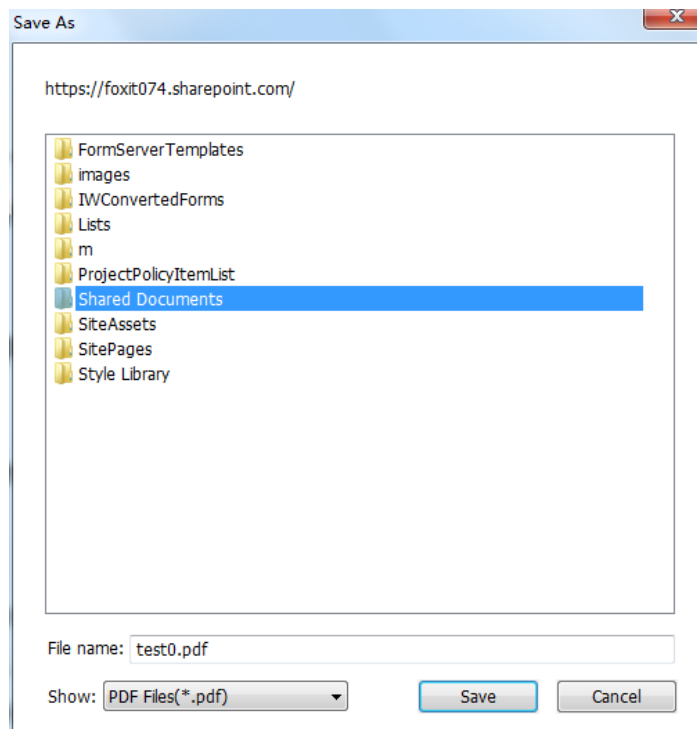 Save As
https://foxit074.sharepoint.com/
FormServerTemplates
images
IWConvertedForms
Lists
m
ProjectPolicyItemList
Shared Documents
SiteAssets
SitePages
Style Library
File name: test0.pdf
Show: PDF Files(*.pdf) Save Cancel